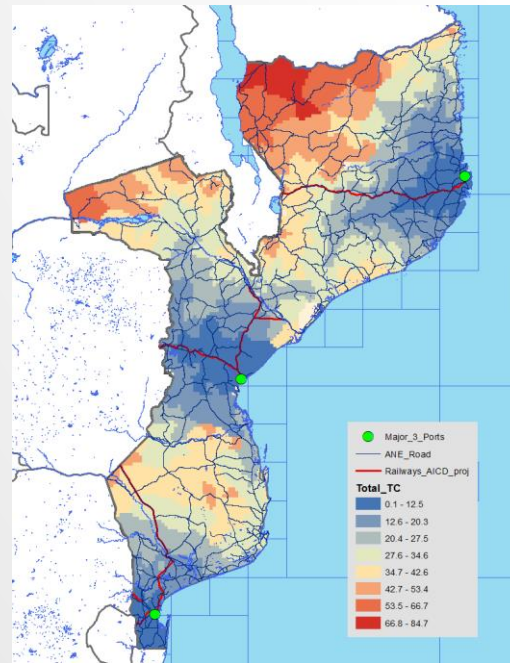 Major_3_Ports
ANE_Road
Railways_AICD_proj
Total_TC
0.1 - 12.5
12.6 - 20.3
20.4 - 27.5
27.6 - 34.6
34.7 - 42.6
42.7 - 53.4
53.5 - 66.7
66.8 - 84.7